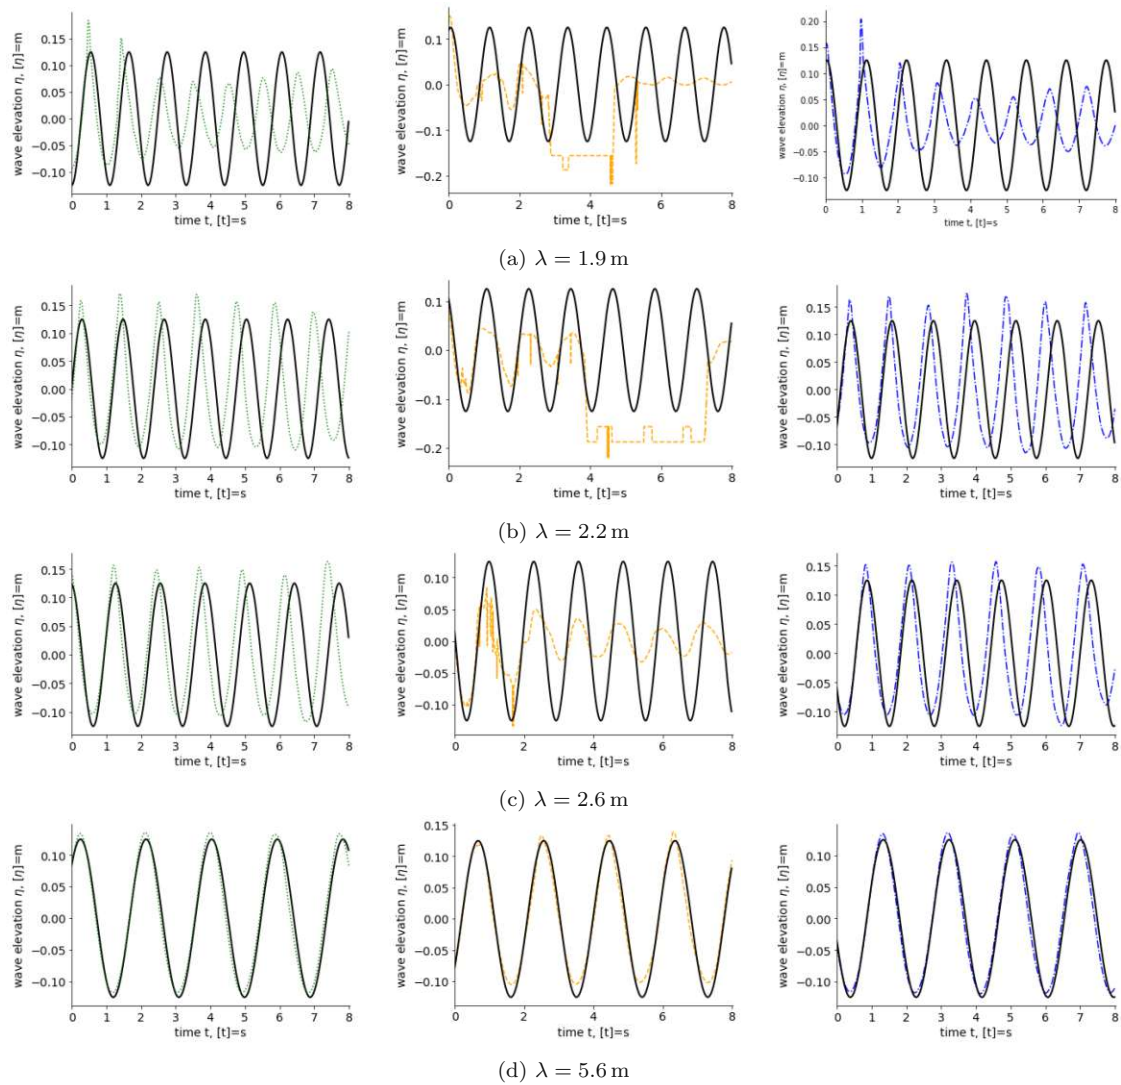 wave elevation η, [η]=m
0.15
0.10
0.05
0.00
−0.05
−0.10
0 1 2 3 4 5 6 7 8
time t, [t]=s
wave elevation η, [η]=m
0.1
0.0
−0.1
−0.2
0 2 4 6 8
time t, [t]=s
wave elevation η, [η]=m
0.20
0.15
0.10
0.05
0.00
−0.05
−0.10
0 1 2 3 4 5 6 7 8
time t, [t]=s
(a) λ = 1.9 m
wave elevation η, [η]=m
0.15
0.10
0.05
0.00
−0.05
−0.10
0 1 2 3 4 5 6 7 8
time t, [t]=s
wave elevation η, [η]=m
0.1
0.0
−0.1
−0.2
0 2 4 6 8
time t, [t]=s
wave elevation η, [η]=m
0.15
0.10
0.05
0.00
−0.05
−0.10
0 1 2 3 4 5 6 7 8
time t, [t]=s
(b) λ = 2.2 m
wave elevation η, [η]=m
0.15
0.10
0.05
0.00
−0.05
−0.10
0 1 2 3 4 5 6 7 8
time t, [t]=s
wave elevation η, [η]=m
0.10
0.05
0.00
−0.05
−0.10
0 2 4 6 8
time t, [t]=s
wave elevation η, [η]=m
0.15
0.10
0.05
0.00
−0.05
−0.10
0 1 2 3 4 5 6 7 8
time t, [t]=s
(c) λ = 2.6 m
wave elevation η, [η]=m
0.10
0.05
0.00
−0.05
−0.10
0 1 2 3 4 5 6 7 8
time t, [t]=s
wave elevation η, [η]=m
0.15
0.10
0.05
0.00
−0.05
−0.10
0 2 4 6 8
time t, [t]=s
wave elevation η, [η]=m
0.10
0.05
0.00
−0.05
−0.10
0 1 2 3 4 5 6 7 8
time t, [t]=s
(d) λ = 5.6 m